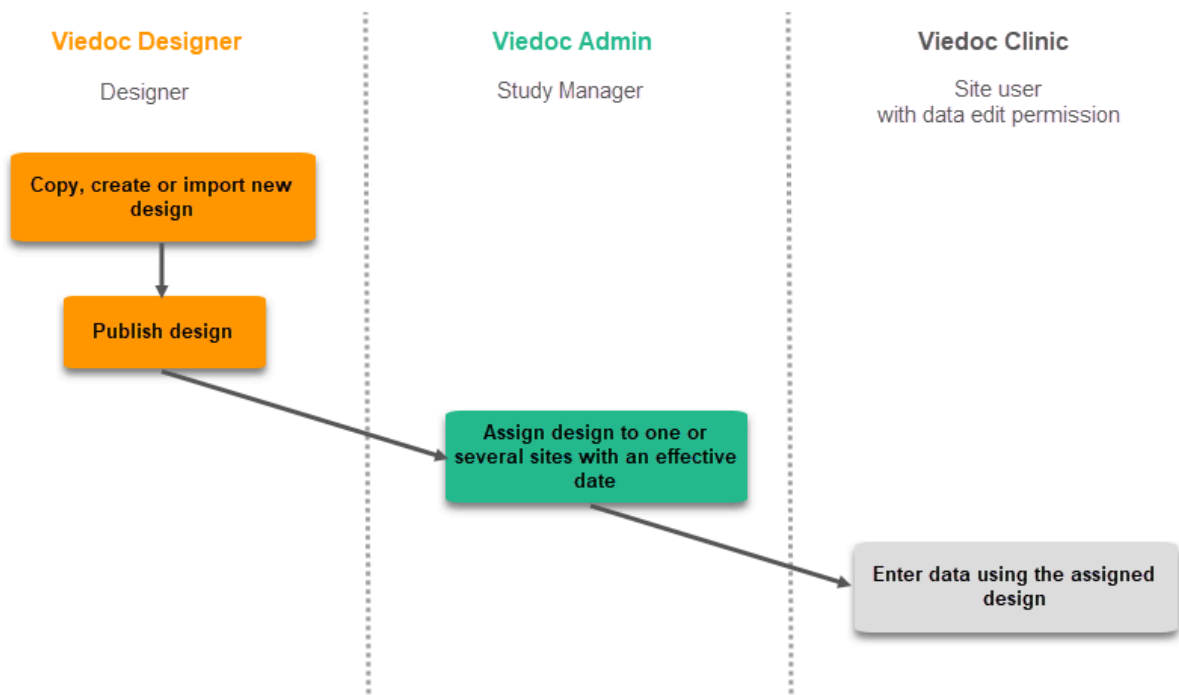 Viedoc Designer
Designer
Viedoc Admin
Study Manager
Viedoc Clinic
Site user
with data edit permission
Copy, create or import new
design
Publish design
Assign design to one or
several sites with an effective
date
Enter data using the assigned
design